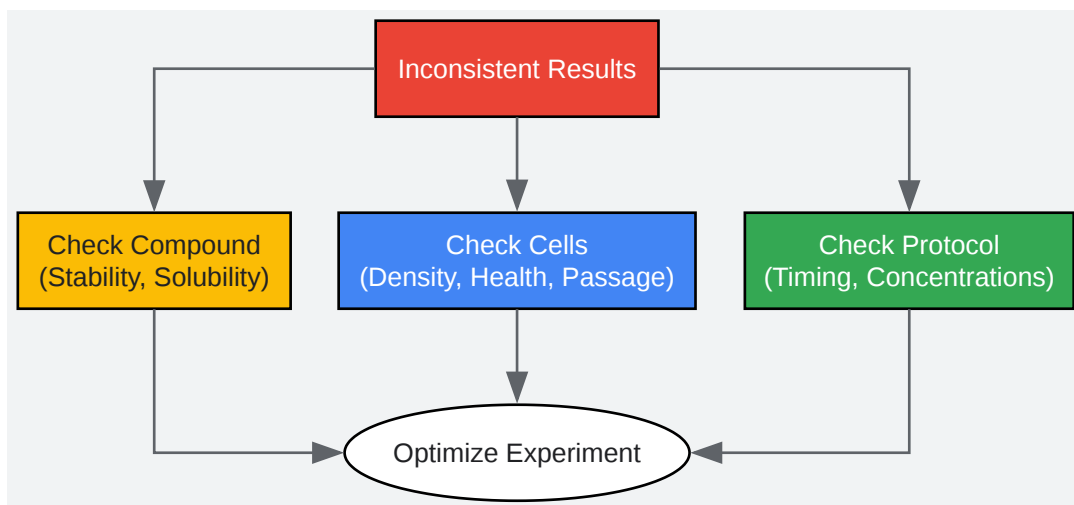 Inconsistent Results
Check Compound
(Stability, Solubility)
Check Cells
(Density, Health, Passage)
Check Protocol
(Timing, Concentrations)
Optimize Experiment